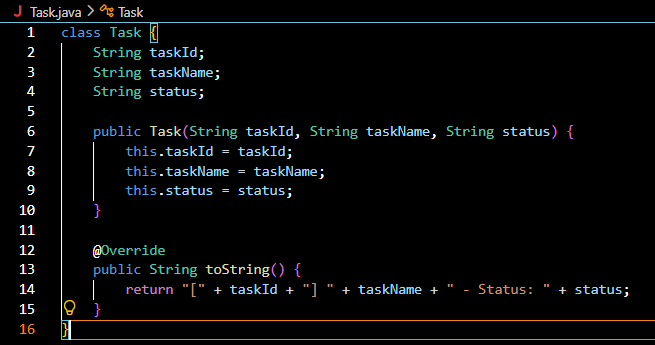 Task.java > Task
1 class Task {
2     String taskId;
3     String taskName;
4     String status;
5
6     public Task(String taskId, String taskName, String status) {
7         this.taskId = taskId;
8         this.taskName = taskName;
9         this.status = status;
10     }
11
12     @Override
13     public String toString() {
14         return "[" + taskId + "] " + taskName + " - Status: " + status;
15     }
16 }